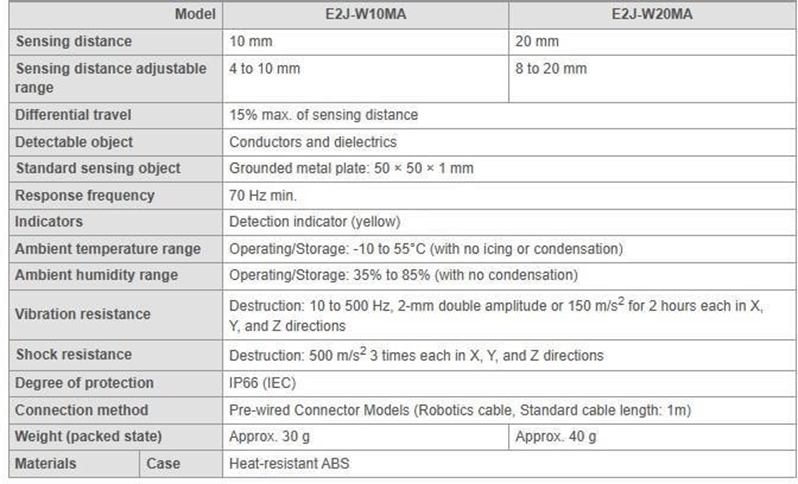 Model E2J-W10MA E2J-W20MA
Sensing distance 10 mm 20 mm
Sensing distance adjustable 4 to 10 mm 8 to 20 mm
range
Differential travel 15% max. of sensing distance
Detectable object Conductors and dielectrics
Standard sensing object Grounded metal plate: 50 × 50 × 1 mm
Response frequency 70 Hz min.
Indicators Detection indicator (yellow)
Ambient temperature range Operating/Storage: -10 to 55°C (with no icing or condensation)
Ambient humidity range Operating/Storage: 35% to 85% (with no condensation)
Vibration resistance Destruction: 10 to 500 Hz, 2-mm double amplitude or 150 m/s² for 2 hours each in X,
Y, and Z directions
Shock resistance Destruction: 500 m/s² 3 times each in X, Y, and Z directions
Degree of protection IP66 (IEC)
Connection method Pre-wired Connector Models (Robotics cable, Standard cable length: 1m)
Weight (packed state) Approx. 30 g Approx. 40 g
Materials Case Heat-resistant ABS